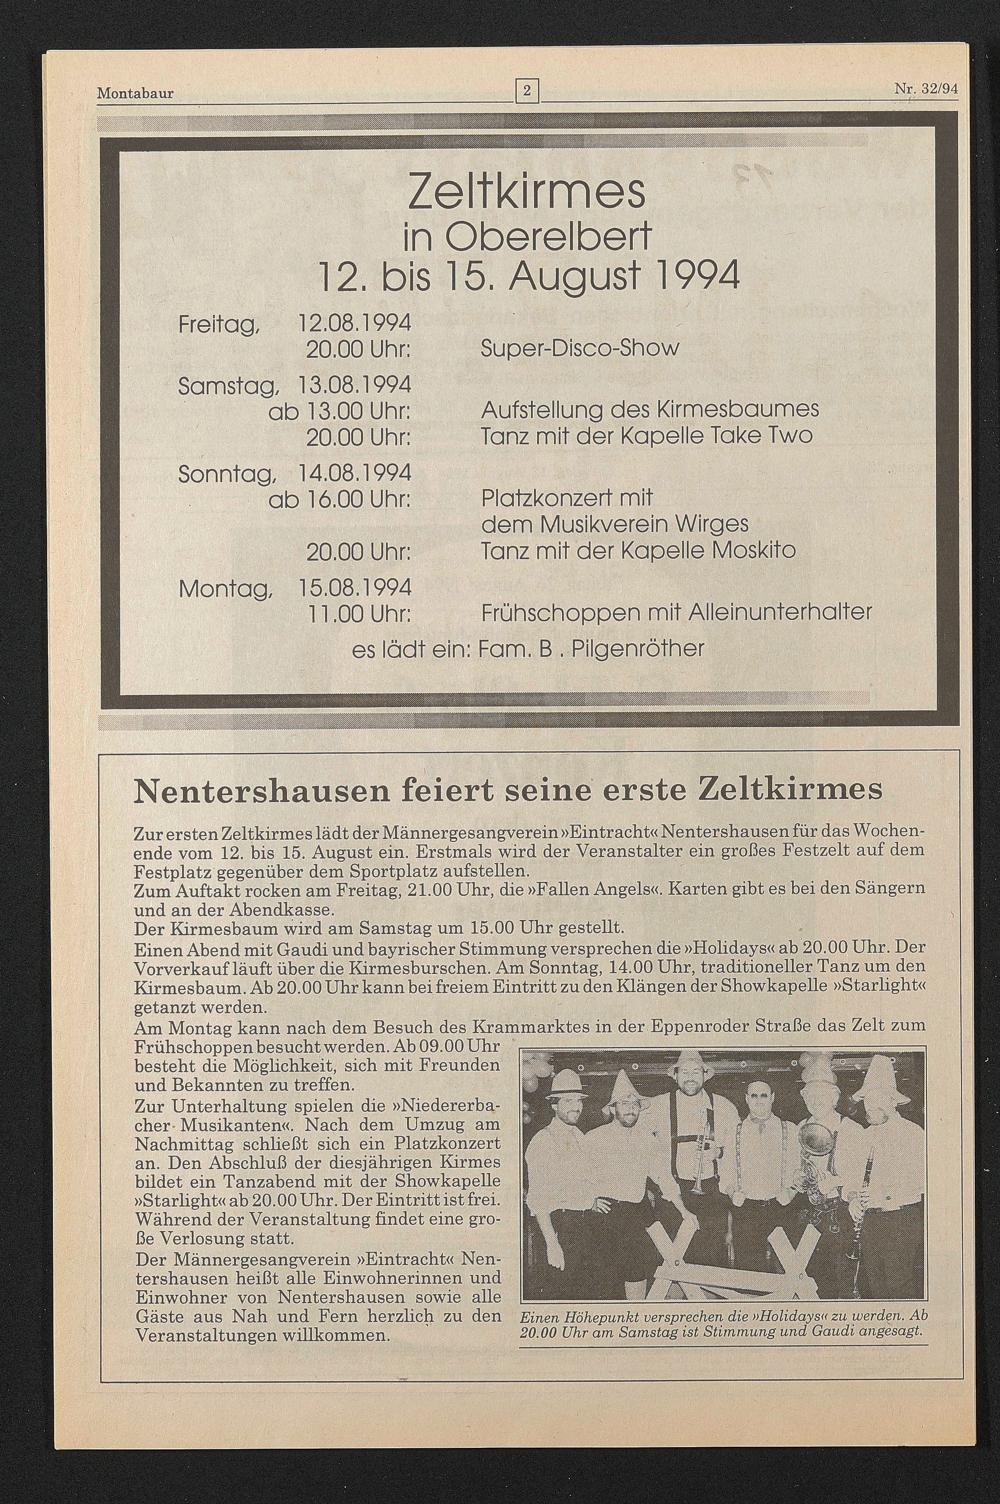 Montabaur
2
Nr. 32/94
Zeltkirmes
in Oberelbert
12. bis 15. August 1994
Freitag, 12.08.1994
20.00 Uhr: Super-Disco-Show
Samstag, 13.08.1994
ab 13.00 Uhr: Aufstellung des Kirmesbaumes
20.00 Uhr: Tanz mit der Kapelle Take Two
Sonntag, 14.08.1994
ab 16.00 Uhr: Platzkonzert mit
dem Musikverein Wirges
20.00 Uhr: Tanz mit der Kapelle Moskito
Montag, 15.08.1994
11.00 Uhr: Frühschoppen mit Alleinunterhalter
es lädt ein: Fam. B . Pilgenröther
Nentershausen feiert seine erste Zeltkirmes
Zur ersten Zeltkirmes lädt der Männergesangverein »Eintracht« Nentershausen für das Wochen-
ende vom 12. bis 15. August ein. Erstmals wird der Veranstalter ein großes Festzelt auf dem
Festplatz gegenüber dem Sportplatz aufstellen.
Zum Auftakt rocken am Freitag, 21.00 Uhr, die »Fallen Angels«. Karten gibt es bei den Sängern
und an der Abendkasse.
Der Kirmesbaum wird am Samstag um 15.00 Uhr gestellt.
Einen Abend mit Gaudi und bayrischer Stimmung versprechen die »Holidays« ab 20.00 Uhr. Der
Vorverkauf läuft über die Kirmesburschen. Am Sonntag, 14.00 Uhr, traditioneller Tanz um den
Kirmesbaum. Ab 20.00 Uhr kann bei freiem Eintritt zu den Klängen der Showkapelle »Starlight«
getanzt werden.
Am Montag kann nach dem Besuch des Krammarktes in der Eppenroder Straße das Zelt zum
Frühschoppen besucht werden. Ab 09.00 Uhr
besteht die Möglichkeit, sich mit Freunden
und Bekannten zu treffen.
Zur Unterhaltung spielen die »Niedererba-
cher Musikanten«. Nach dem Umzug am
Nachmittag schließt sich ein Platzkonzert
an. Den Abschluß der diesjährigen Kirmes
bildet ein Tanzabend mit der Showkapelle
»Starlight« ab 20.00 Uhr. Der Eintritt ist frei.
Während der Veranstaltung findet eine gro-
ße Verlosung statt.
Der Männergesangverein »Eintracht« Nen-
tershausen heißt alle Einwohnerinnen und
Einwohner von Nentershausen sowie alle
Gäste aus Nah und Fern herzlich zu den
Veranstaltungen willkommen.
Einen Höhepunkt versprechen die »Holidays« zu werden. Ab
20.00 Uhr am Samstag ist Stimmung und Gaudi angesagt.